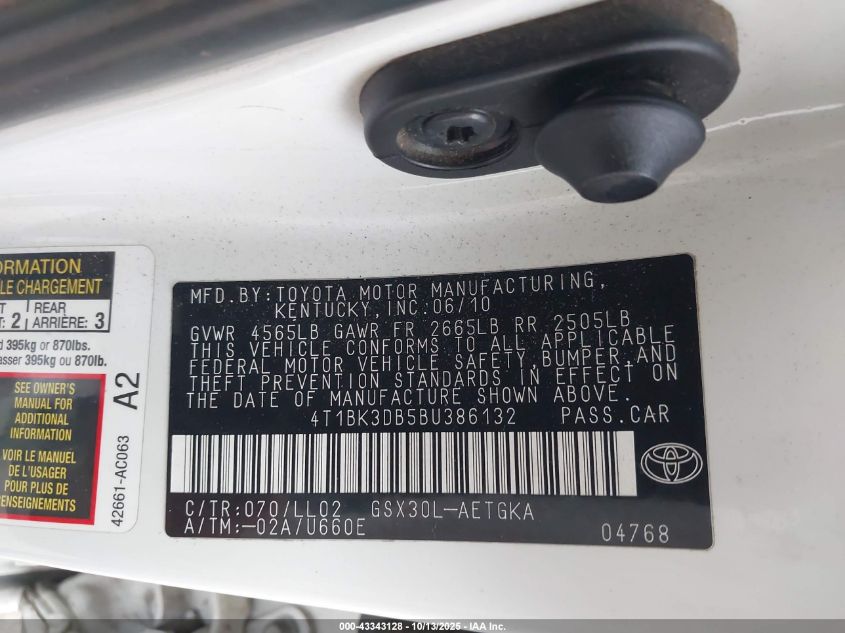 ORMATION
LE CHARGEMENT
T REAR
T: 2 ARRIÈRE: 3
d 395kg or 870lbs.
asser 395kg ou 870lb.
SEE OWNER'S
MANUAL FOR
ADDITIONAL
INFORMATION
VOIR LE MANUEL
DE L'USAGER
POUR PLUS DE
RENSEIGNEMENTS
42661-AC063 A2
MFD.BY:TOYOTA MOTOR MANUFACTURING,
KENTUCKY,INC.06/10
GVWR 4565LB GAWR FR 2665LB RR 2505LB
THIS VEHICLE CONFORMS TO ALL APPLICABLE
FEDERAL MOTOR VEHICLE SAFETY, BUMPER,AND
THEFT PREVENTION STANDARDS IN EFFECT ON
THE DATE OF MANUFACTURE SHOWN ABOVE.
4T1BK3DB5BU386132 PASS.CAR
C/TR:070/LL02 GSX30L-AETGKA
A/TM:-02A/U660E 04768
000-43343128 - 10/13/2025 - IAA Inc.